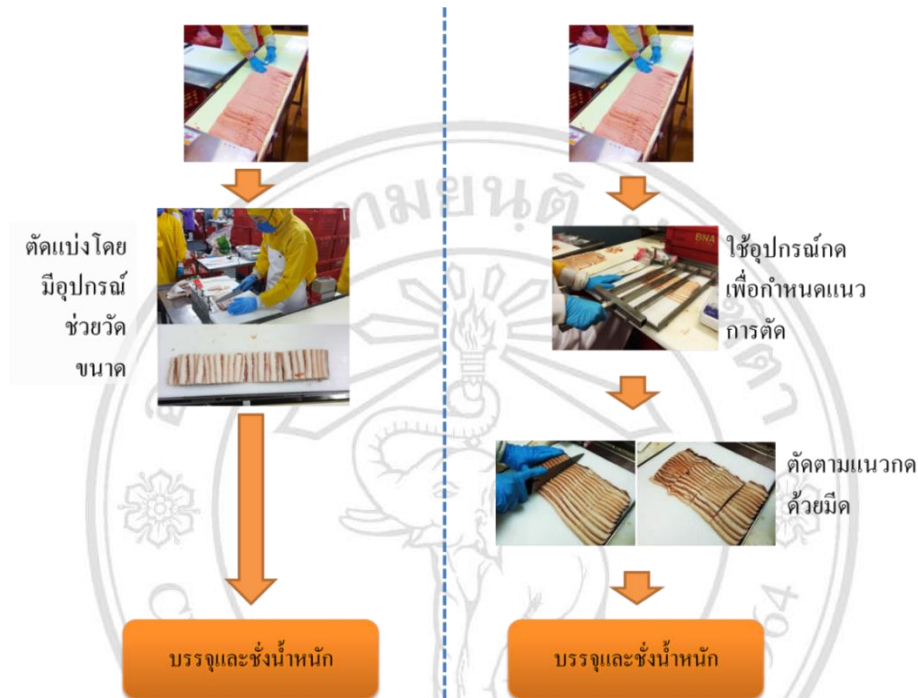 ตัดแบ่งโดย
มีอุปกรณ์
ช่วยวัด
ขนาด
บรรจุและชั่งน้ำหนัก
ใช้อุปกรณ์กด
เพื่อกำหนดแนว
การตัด
ตัดตามแนวกด
ด้วยมีด
บรรจุและชั่งน้ำหนัก